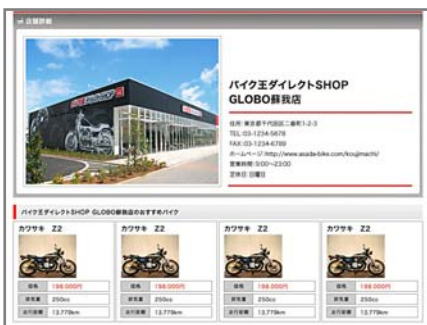 店舗詳細
バイク王ダイレクトSHOP
GLOBO蘇我店
住所:東京都千代田区二番町1-2-3
TEL:03-1234-5678
FAX:03-1234-6789
ホームページ:http://www.asada-bike.com/koujimachi/
営業時間:9:00~23:00
定休日:日曜日
バイク王ダイレクトSHOP GLOBO蘇我店のおすすめバイク
カワサキ Z2
価格 198.000円
排気量 250cc
走行距離 13.779km
カワサキ Z2
価格 198.000円
排気量 250cc
走行距離 13.779km
カワサキ Z2
価格 198.000円
排気量 250cc
走行距離 13.779km
カワサキ Z2
価格 198.000円
排気量 250cc
走行距離 13.779km